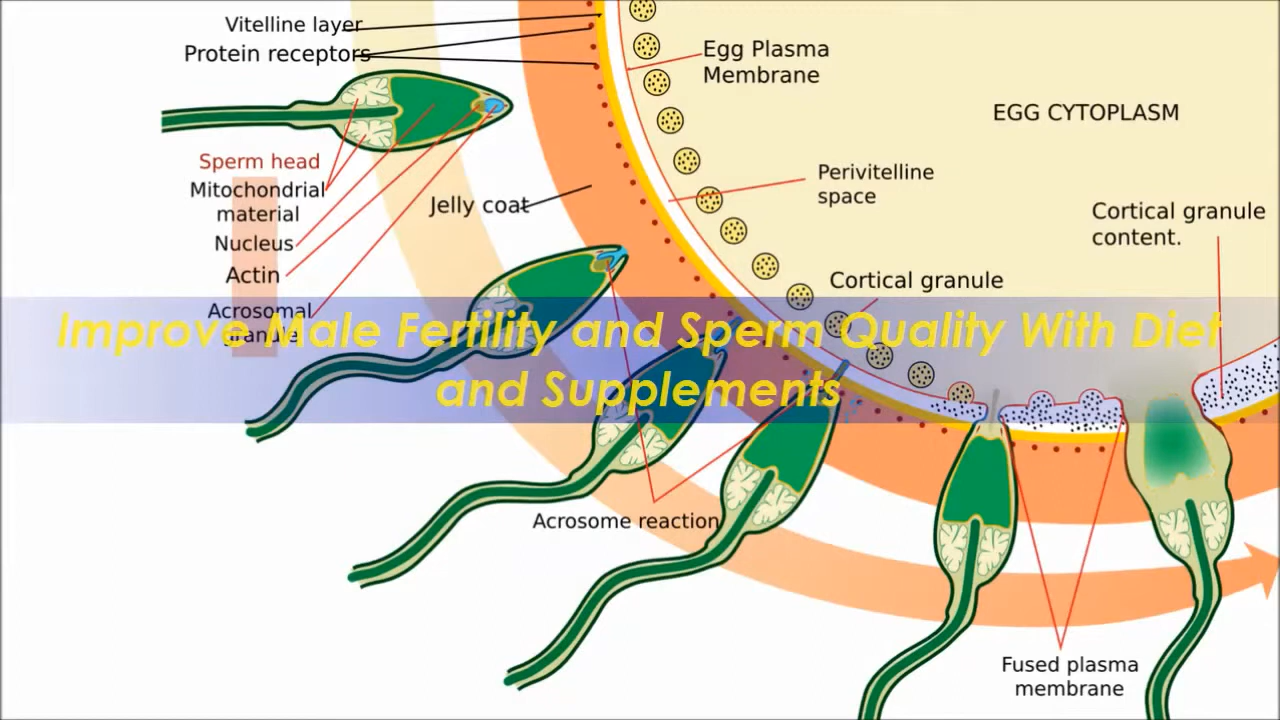 Vitelline layer
Protein receptors
Egg Plasma
Membrane
EGG CYTOPLASM
Sperm head
Mitochondrial
material
Nucleus
Actin
Acrosomal
granule
Jelly coat
Perivitelline
space
Cortical granule
content.
Cortical granule
Improve Male Fertility and Sperm Quality With Diet
and Supplements
Acrosome reaction
Fused plasma
membrane